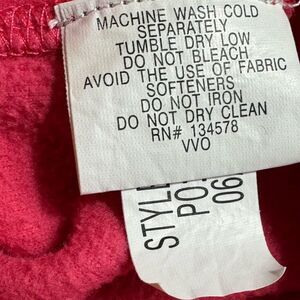 MACHINE WASH COLD
SEPARATELY
TUMBLE DRY LOW
DO NOT BLEACH
AVOID THE USE OF FABRIC
SOFTENERS
DO NOT IRON
DO NOT DRY CLEAN
RN# 134578
VVO
STYLE
PO
06